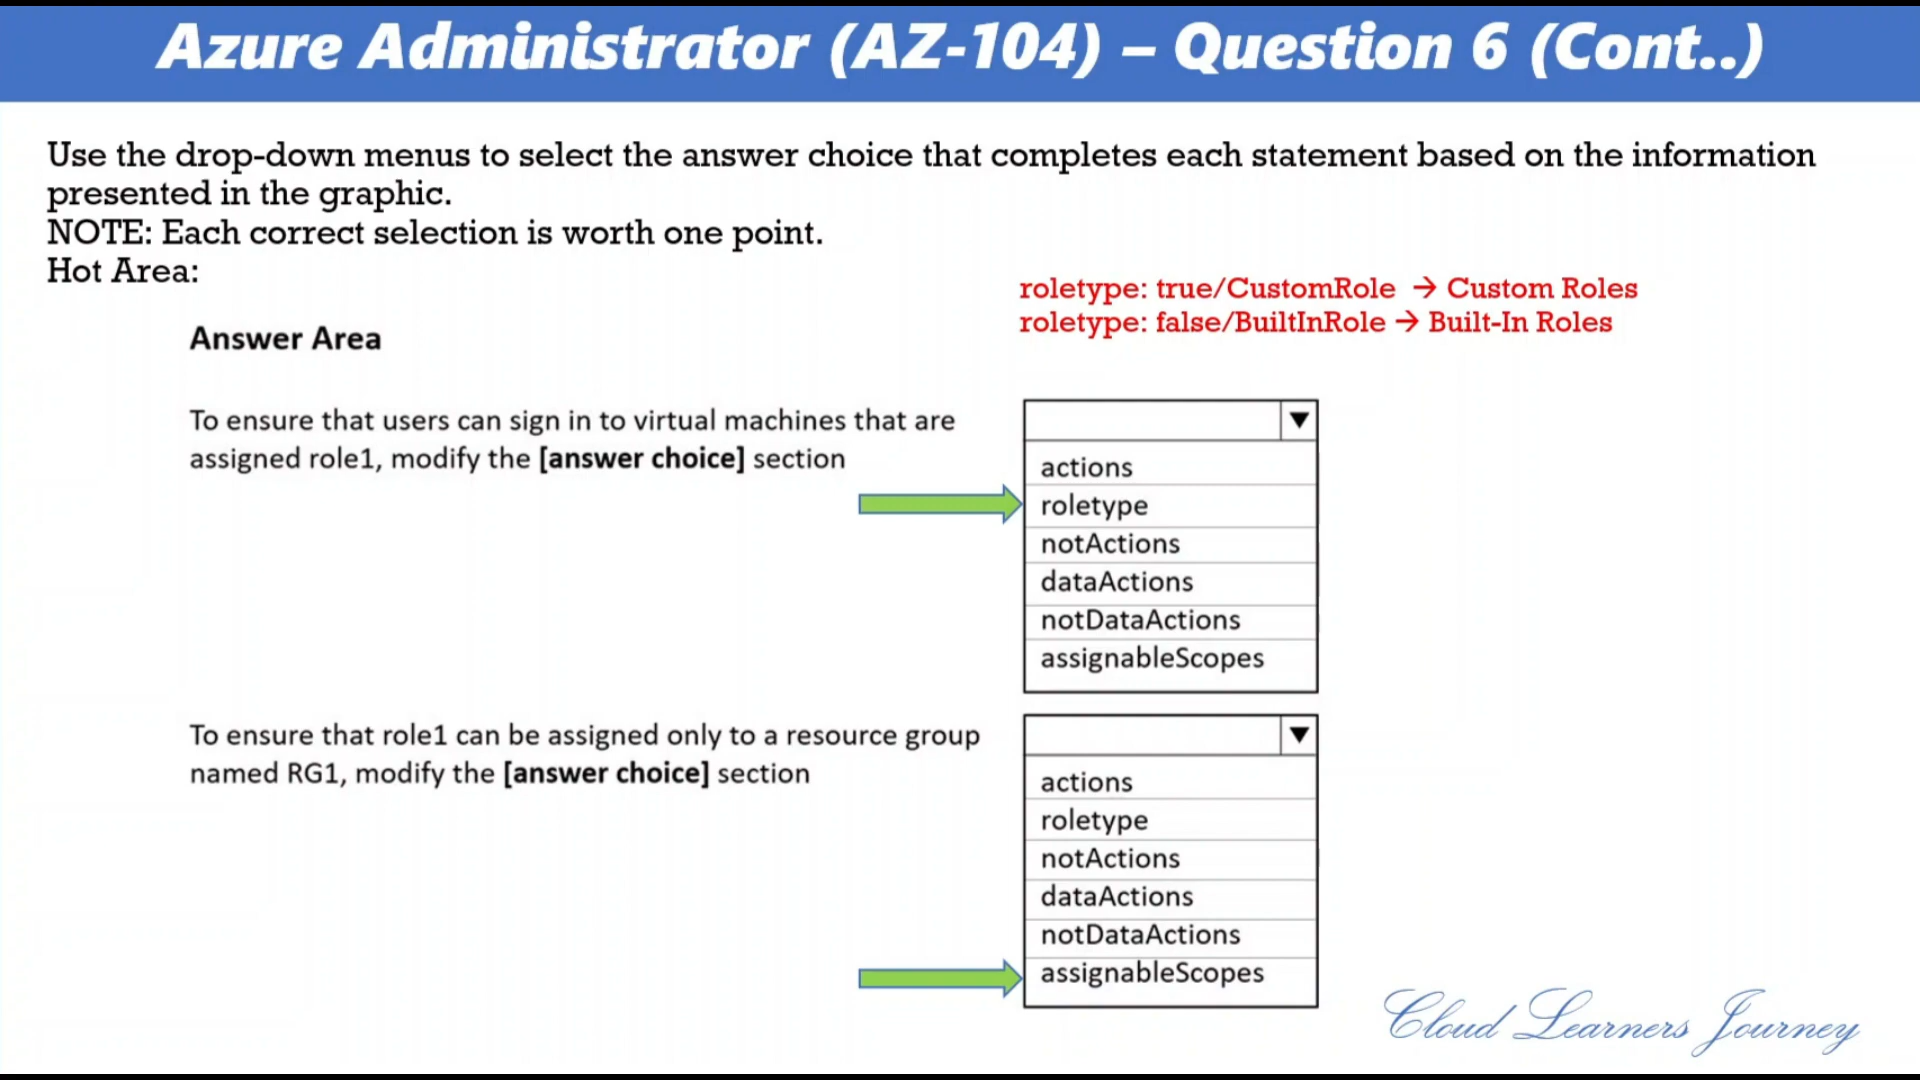 Azure Administrator (AZ-104) – Question 6 (Cont..)
Use the drop-down menus to select the answer choice that completes each statement based on the information
presented in the graphic.
NOTE: Each correct selection is worth one point.
Hot Area:
roletype: true/CustomRole → Custom Roles
roletype: false/BuiltInRole → Built-In Roles
Answer Area
To ensure that users can sign in to virtual machines that are
assigned role1, modify the [answer choice] section
actions
roletype
notActions
dataActions
notDataActions
assignableScopes
To ensure that role1 can be assigned only to a resource group
named RG1, modify the [answer choice] section
actions
roletype
notActions
dataActions
notDataActions
assignableScopes
Cloud Learners Journey